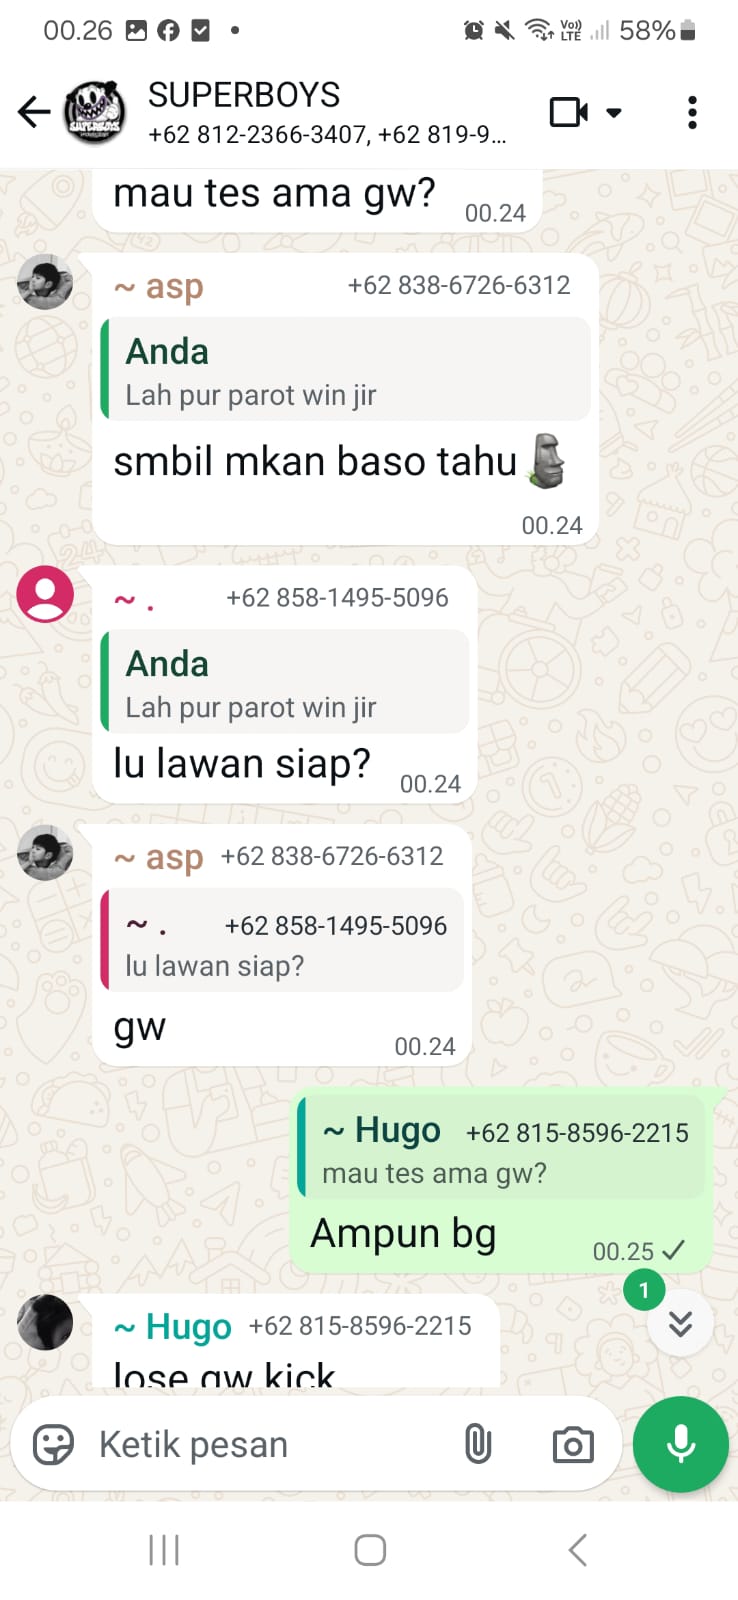 00.26
Vo))
LTE
58%
SUPERBOYS
+62 812-2366-3407, +62 819-9...
mau tes ama gw?
00.24
~ asp +62 838-6726-6312
Anda
Lah pur parot win jir
smbil mkan baso tahu🗿
00.24
~ . +62 858-1495-5096
Anda
Lah pur parot win jir
lu lawan siap?
00.24
~ asp +62 838-6726-6312
~ . +62 858-1495-5096
lu lawan siap?
gw
00.24
~ Hugo +62 815-8596-2215
mau tes ama gw?
Ampun bg
00.25
1
~ Hugo +62 815-8596-2215
lose gw kick
Ketik pesan